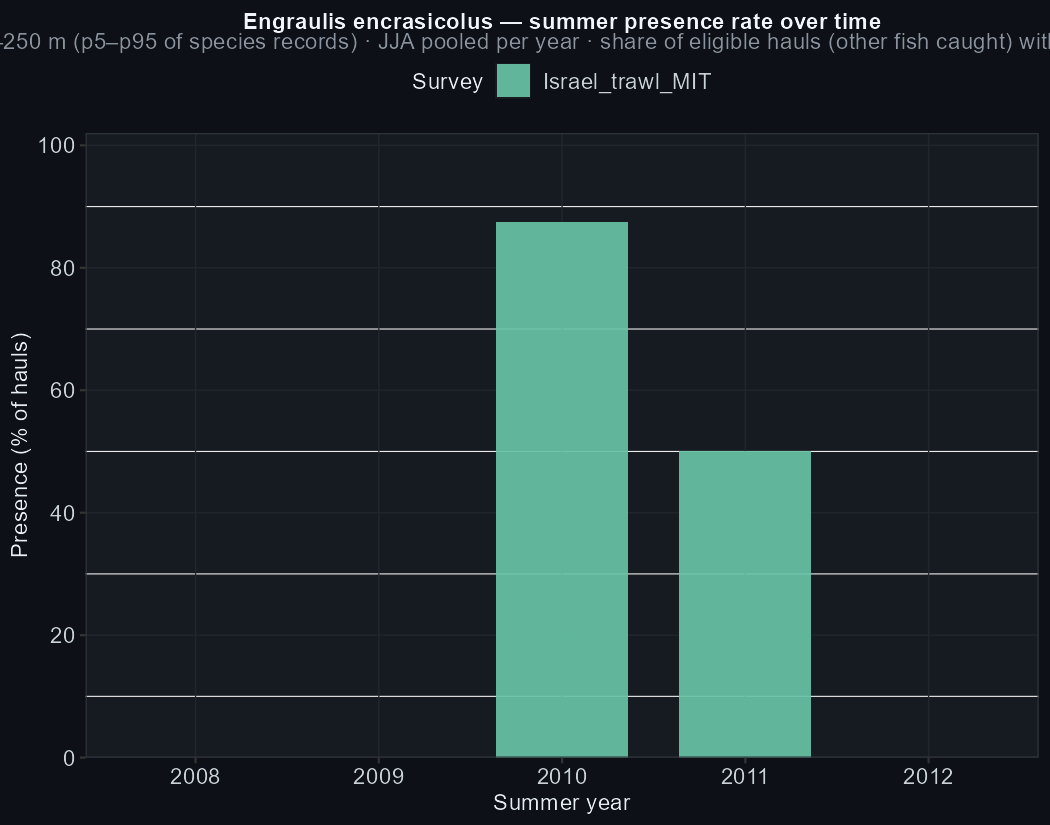 Engraulis encrasicolus — summer presence rate over time
–250 m (p5–p95 of species records) · JJA pooled per year · share of eligible hauls (other fish caught)
Survey Israel_trawl_MIT
100
80
60
40
20
0
Presence (% of hauls)
2008 2009 2010 2011 2012
Summer year